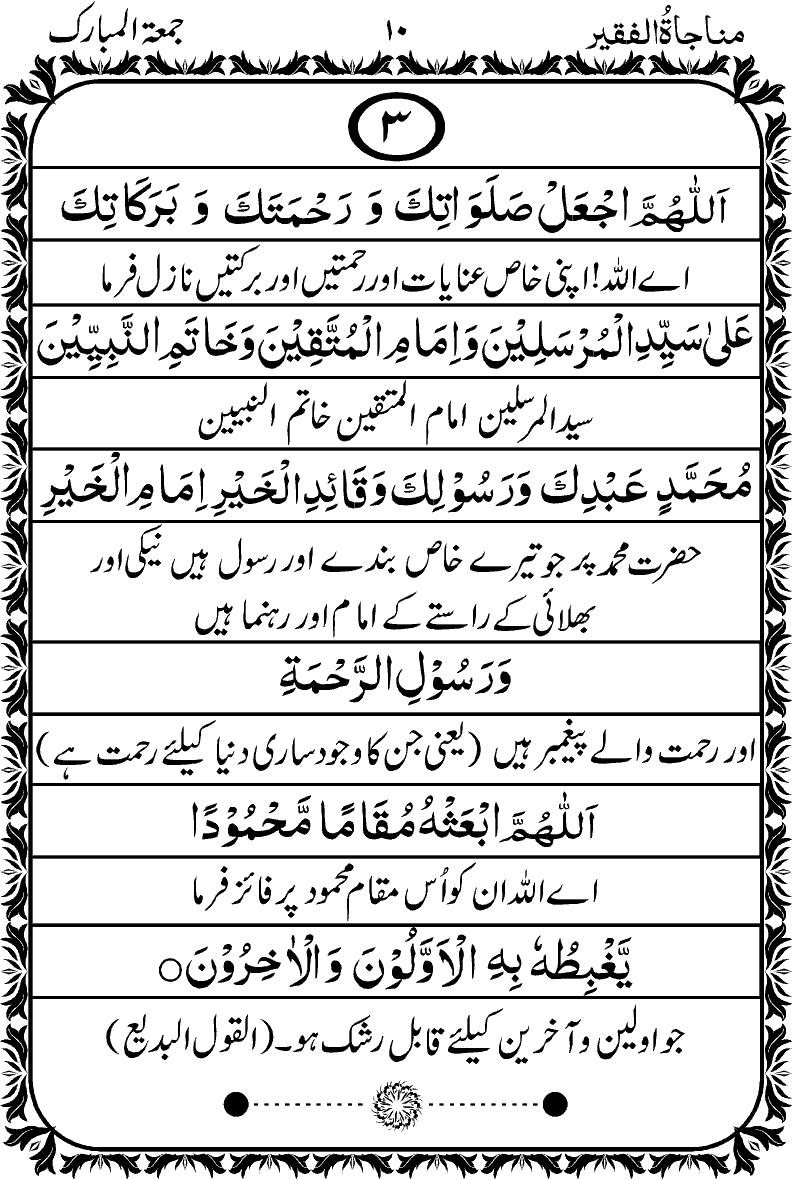 مناجاۃُالفقیر
۱۰
جمعۃ المبارک
۳
اَللّٰهُمَّ اجْعَلْ صَلَوَاتِكَ وَ رَحْمَتَكَ وَ بَرَكَاتِكَ
اے اللہ! اپنی خاص عنایات اور رحمتیں اور برکتیں نازل فرما
عَلىٰ سَيِّدِ الْمُرْسَلِيْنَ وَاِمَامِ الْمُتَّقِيْنَ وَخَاتَمِ النَّبِيِّيْنَ
سید المرسلین امام المتقین خاتم النبیین
مُحَمَّدٍ عَبْدِكَ وَرَسُوْلِكَ وَقَائِدِ الْخَيْرِ اِمَامِ الْخَيْرِ
حضرت محمد پر جو تیرے خاص بندے اور رسول ہیں نیکی اور
بھلائی کے راستے کے امام اور رہنما ہیں
وَرَسُوْلِ الرَّحْمَةِ
اور رحمت والے پیغمبر ہیں (یعنی جن کا وجود ساری دنیا کیلئے رحمت ہے)
اَللّٰهُمَّ ابْعَثْهُ مُقَامًا مَّحْمُوْدًا
اے اللہ ان کو اُس مقام محمود پر فائز فرما
يَّغْبِطُهٗ بِهِ الْاَوَّلُوْنَ وَالْاٰخِرُوْنَ○
جو اولین و آخرین کیلئے قابل رشک ہو۔ (القول البدیع)